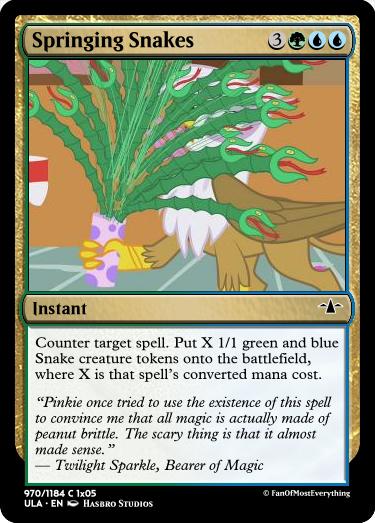 Springing Snakes 3
Instant
Counter target spell. Put X 1/1 green and blue
Snake creature tokens onto the battlefield,
where X is that spell's converted mana cost.
“Pinkie once tried to use the existence of this spell
to convince me that all magic is actually made of
peanut brittle. The scary thing is that it almost
made sense.”
— Twilight Sparkle, Bearer of Magic
970/1184 C 1x05
ULA • EN Hasbro Studios
© FanOfMostEverything